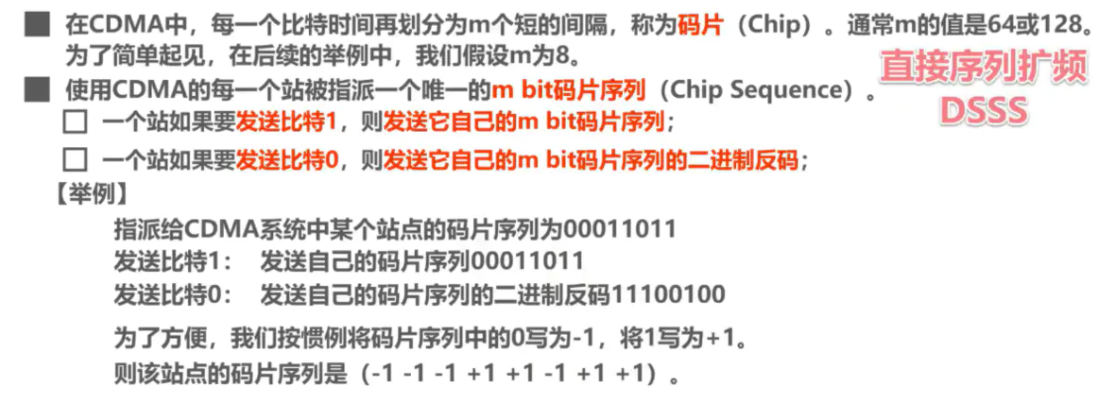 在CDMA中，每一个比特时间再划分为m个短的间隔，称为码片（Chip）。通常m的值是64或128。
为了简单起见，在后续的举例中，我们假设m为8。
直接序列扩频
DSSS
使用CDMA的每一个站被指派一个唯一的m bit码片序列（Chip Sequence）。
一个站如果要发送比特1，则发送它自己的m bit码片序列；
一个站如果要发送比特0，则发送它自己的m bit码片序列的二进制反码；
【举例】
指派给CDMA系统中某个站点的码片序列为00011011
发送比特1： 发送自己的码片序列00011011
发送比特0： 发送自己的码片序列的二进制反码11100100
为了方便，我们按惯例将码片序列中的0写为-1，将1写为+1。
则该站点的码片序列是（-1 -1 -1 +1 +1 -1 +1 +1）。